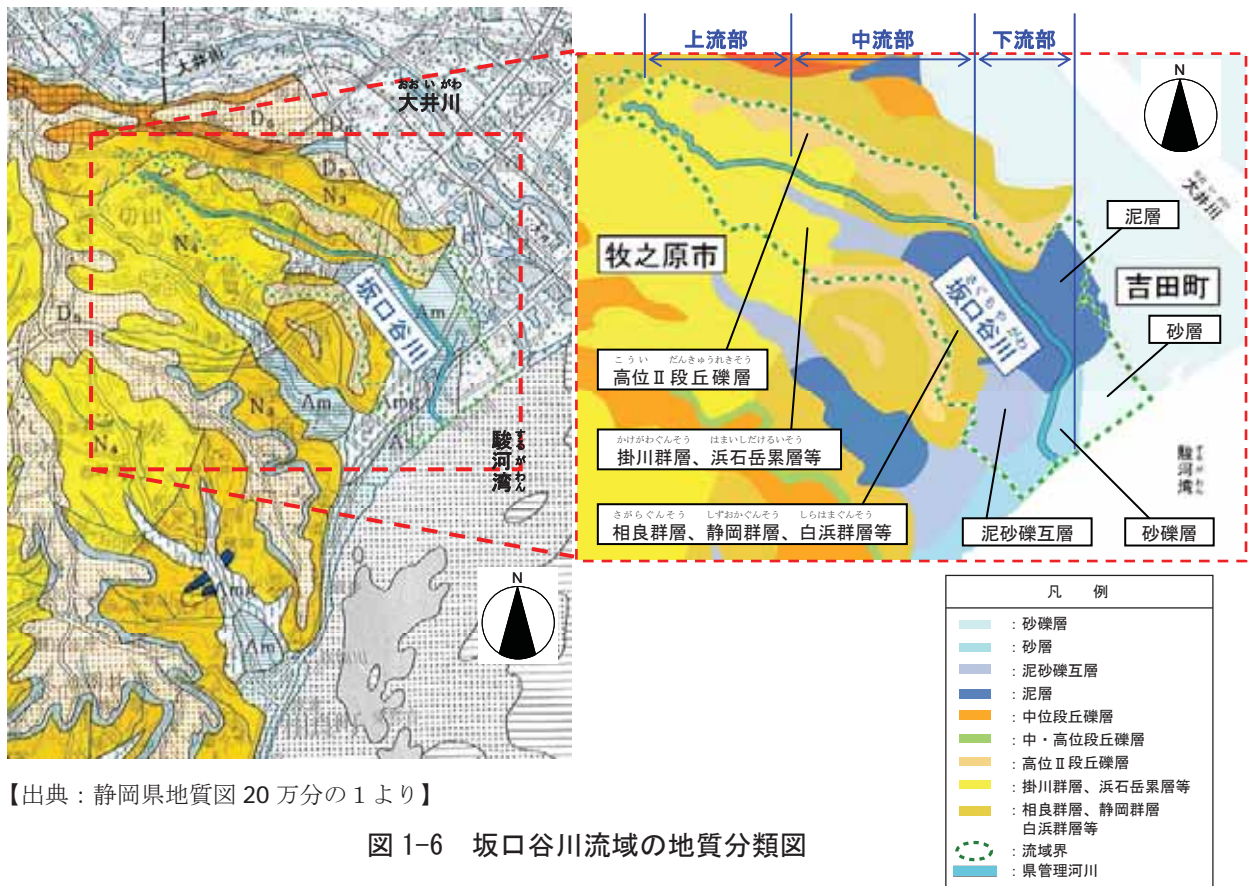 上流部
中流部
下流部
N
大井川
おおいがわ
大井川
D₅
D₅
N₃
切山
N₄
坂口谷川
Am
D₅
Am
N₃
N₄
Am
駿河湾
するがわん
N
N
大井川
泥層
牧之原市
吉田町
さぐちやがわ
坂口谷川
砂層
こうい だんきゅうれきそう
高位Ⅱ段丘礫層
かけがわぐんそう はまいしだけるいそう
掛川群層、浜石岳累層等
するがわん
駿河湾
さがらぐんそう しずおかぐんそう しらはまぐんそう
相良群層、静岡群層、白浜群層等
泥砂礫互層
砂礫層
凡 例
：砂礫層
：砂層
：泥砂礫互層
：泥層
：中位段丘礫層
：中・高位段丘礫層
：高位Ⅱ段丘礫層
：掛川群層、浜石岳累層等
：相良群層、静岡群層
白浜群層等
：流域界
：県管理河川
【出典：静岡県地質図 20 万分の 1 より】
図 1-6 坂口谷川流域の地質分類図